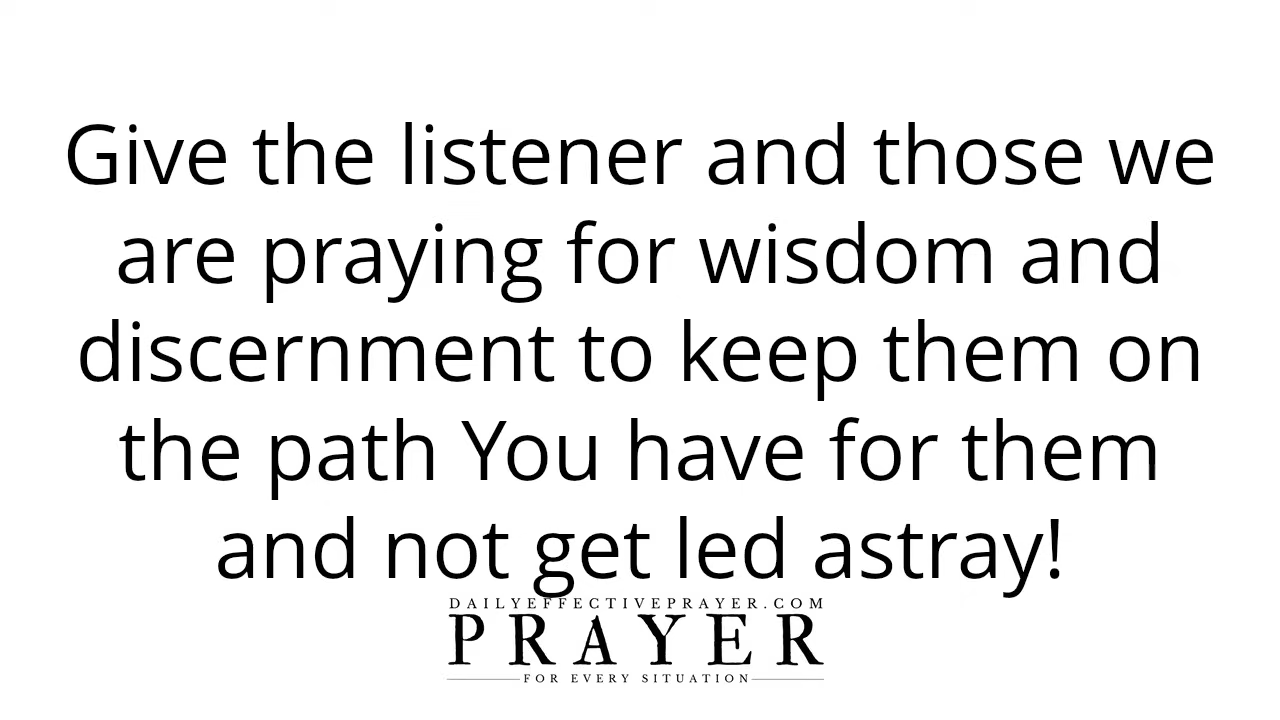 Give the listener and those we
are praying for wisdom and
discernment to keep them on
the path You have for them
and not get led astray!
DAILYEFFECTIVEPRAYER.COM
PRAYER
FOR EVERY SITUATION